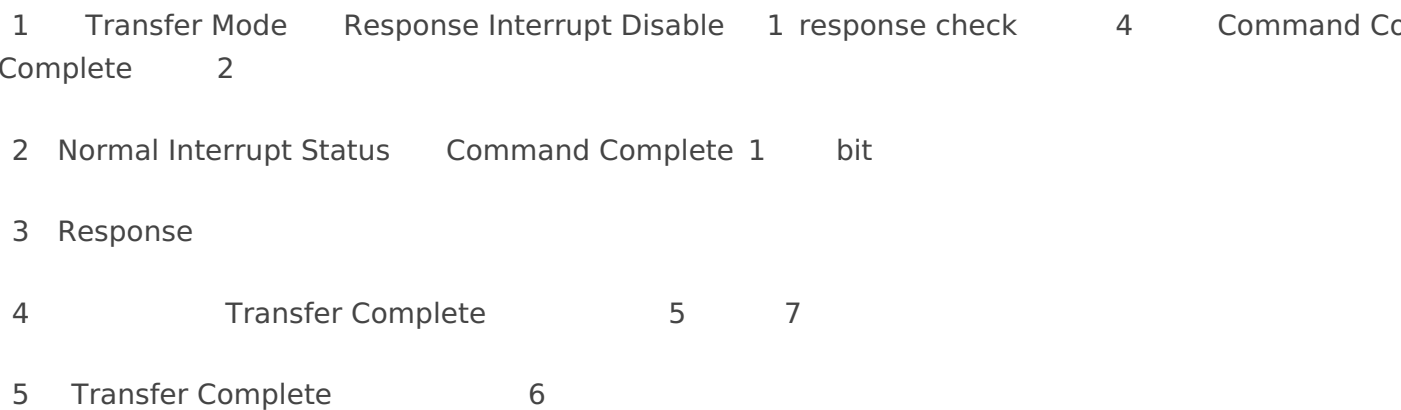 1 Transfer Mode Response Interrupt Disable 1 response check 4 Command Co
Complete 2
2 Normal Interrupt Status Command Complete 1 bit
3 Response
4 Transfer Complete 5 7
5 Transfer Complete 6